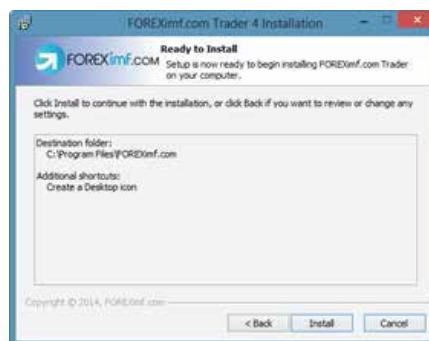 FOREXimf.com Trader 4 Installation
FOREXimf.COM
Ready to Install
Setup is now ready to begin installing FOREXimf.com Trader
on your computer.
Click Install to continue with the installation, or click Back if you want to review or change any
settings.
Destination folder:
C:\Program Files\FOREXimf.com
Additional shortcuts:
Create a Desktop icon
Copyright © 2014, FOREXimf.com
< Back
Install
Cancel